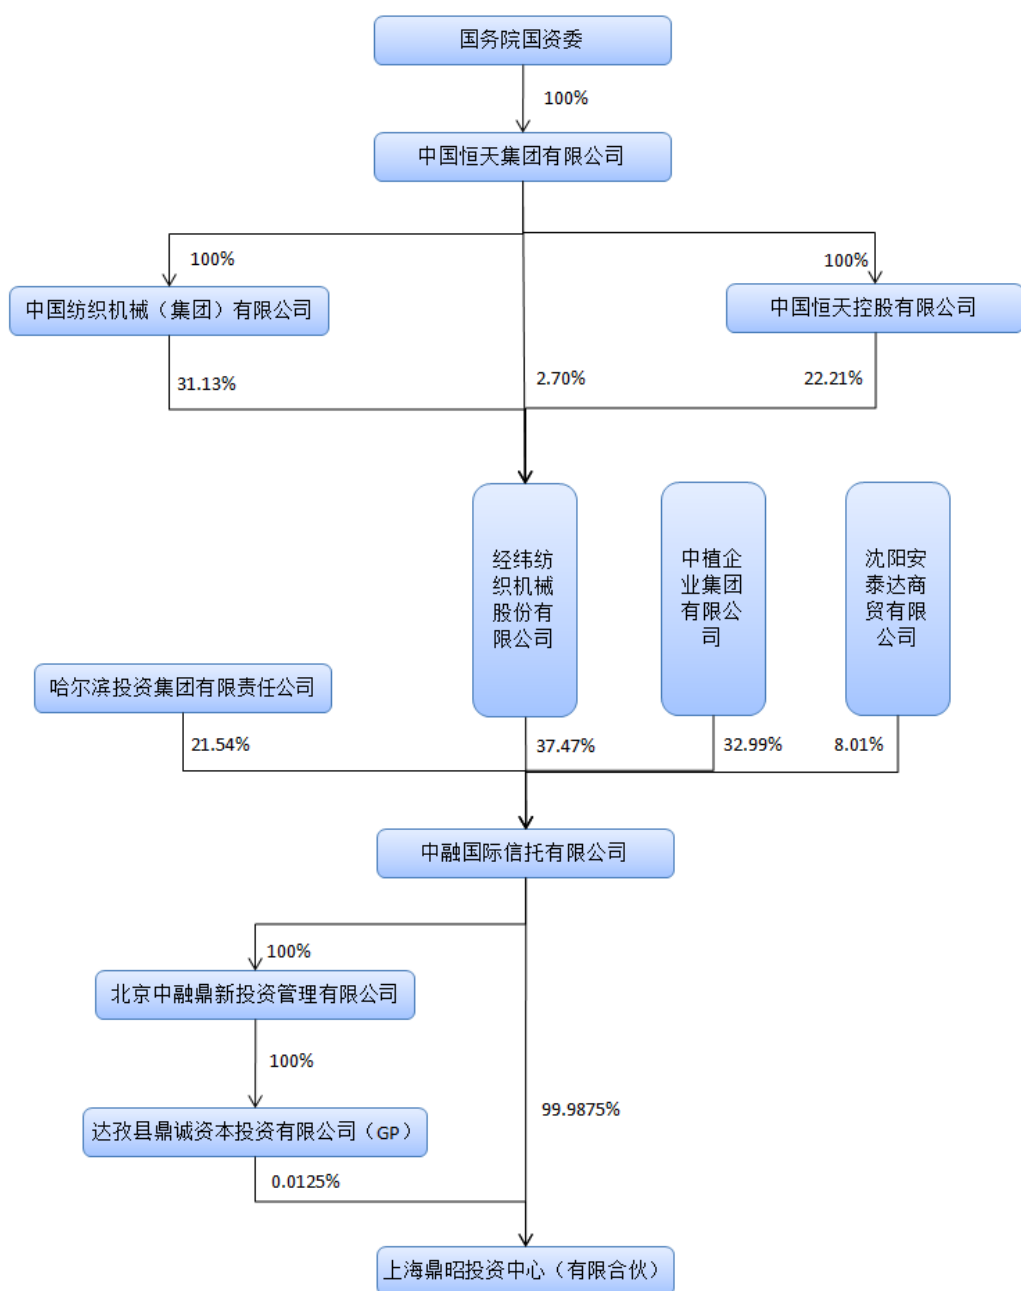 国务院国资委
100%
中国恒天集团有限公司
100%
100%
中国纺织机械（集团）有限公司
中国恒天控股有限公司
31.13%
2.70%
22.21%
经纬纺
织机械
股份有
限公司
中植企
业集团
有限公
司
沈阳安
泰达商
贸有限
公司
哈尔滨投资集团有限责任公司
21.54%
37.47%
32.99%
8.01%
中融国际信托有限公司
100%
北京中融鼎新投资管理有限公司
100%
99.9875%
达孜县鼎诚资本投资有限公司（GP）
0.0125%
上海鼎昭投资中心（有限合伙）